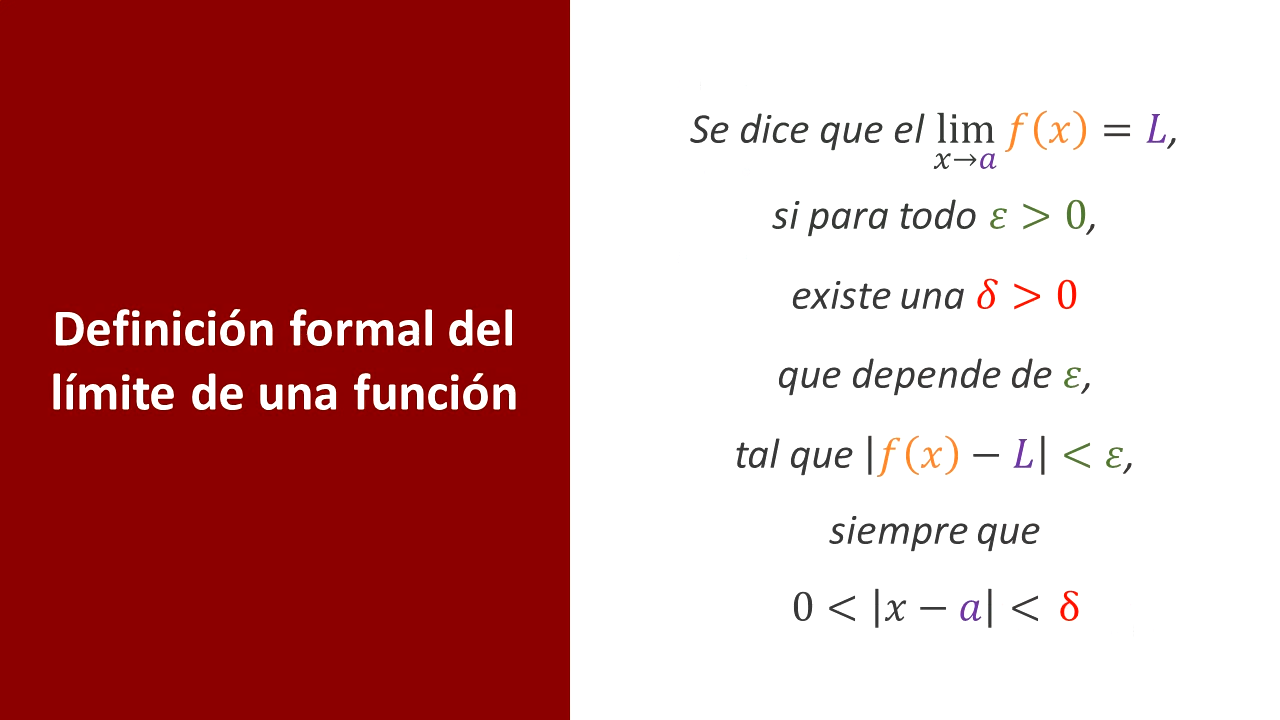 Definición formal del
límite de una función
Se dice que el lim f(x) = L,
x→a
si para todo ε > 0,
existe una δ > 0
que depende de ε,
tal que |f(x) − L| < ε,
siempre que
0 < |x − a| < δ